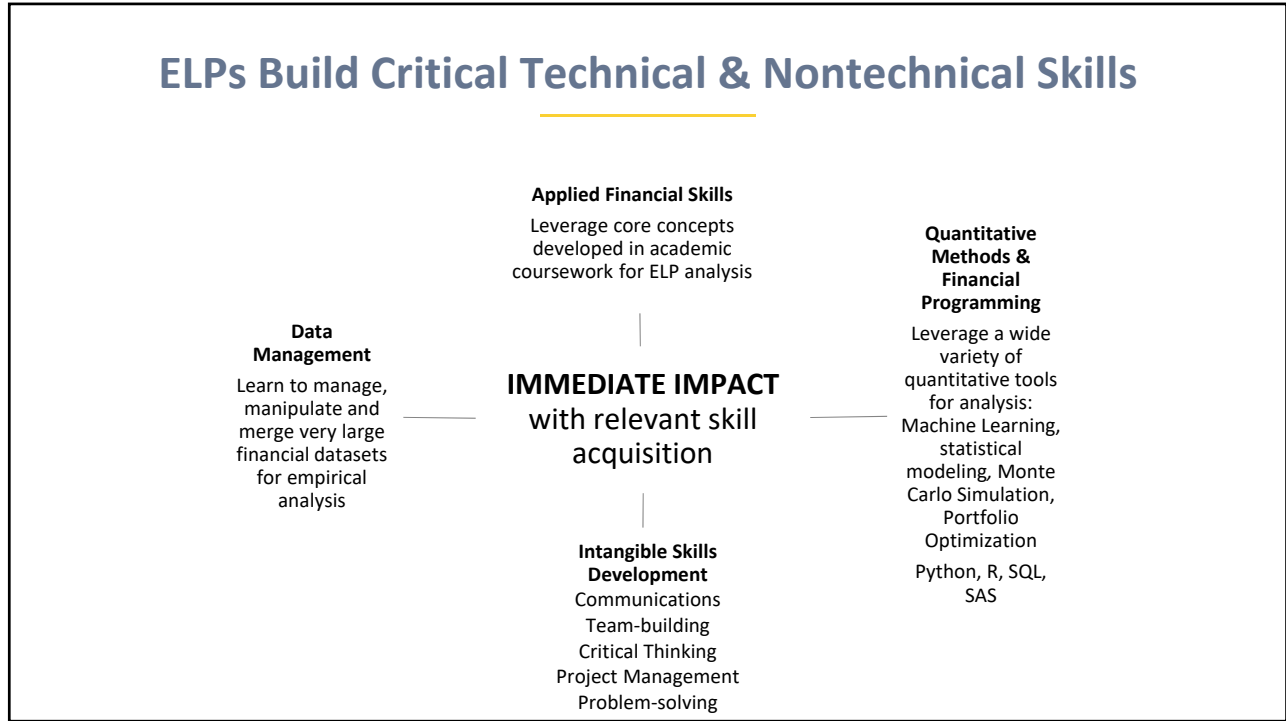 ELPs Build Critical Technical & Nontechnical Skills
Applied Financial Skills
Leverage core concepts
developed in academic
coursework for ELP analysis
Data
Management
Learn to manage,
manipulate and
merge very large
financial datasets
for empirical
analysis
IMMEDIATE IMPACT
with relevant skill
acquisition
Quantitative
Methods &
Financial
Programming
Leverage a wide
variety of
quantitative tools
for analysis:
Machine Learning,
statistical
modeling, Monte
Carlo Simulation,
Portfolio
Optimization
Python, R, SQL,
SAS
Intangible Skills
Development
Communications
Team-building
Critical Thinking
Project Management
Problem-solving